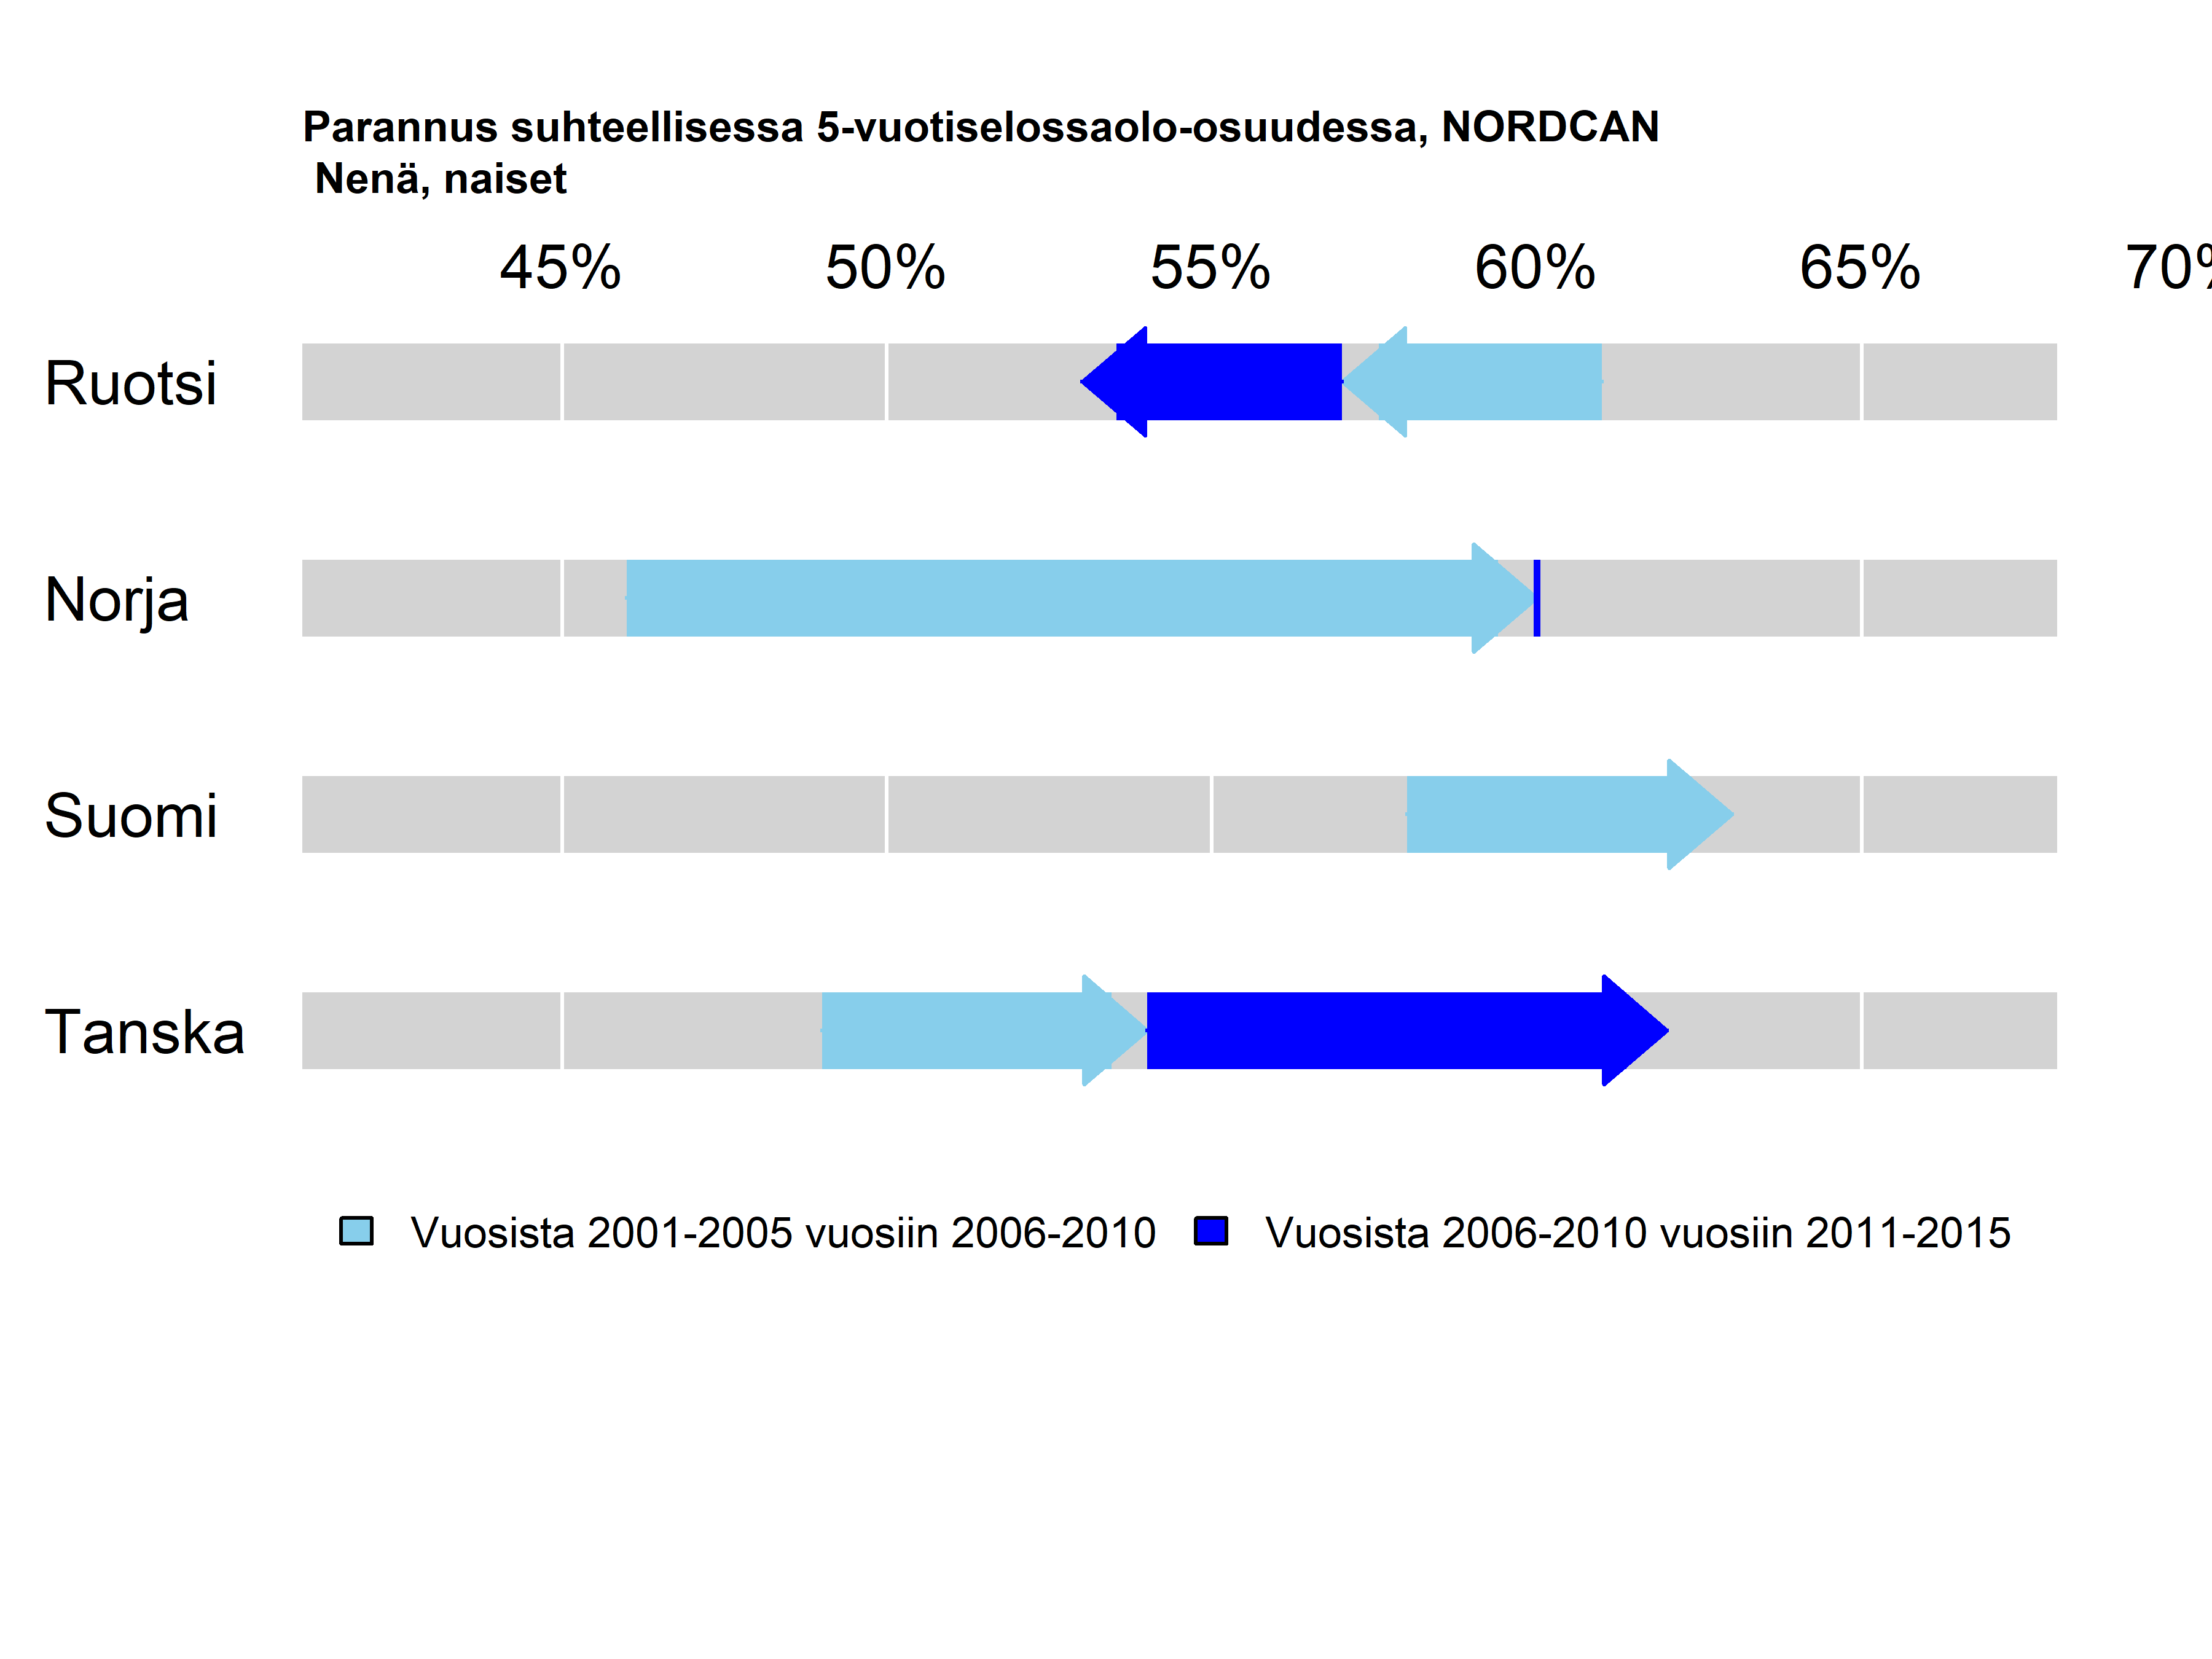 Parannus suhteellisessa 5-vuotiselossaolo-osuudessa, NORDCAN
Nenä, naiset
45% 50% 55% 60% 65% 70%
Ruotsi
Norja
Suomi
Tanska
Vuosista 2001-2005 vuosiin 2006-2010 Vuosista 2006-2010 vuosiin 2011-2015